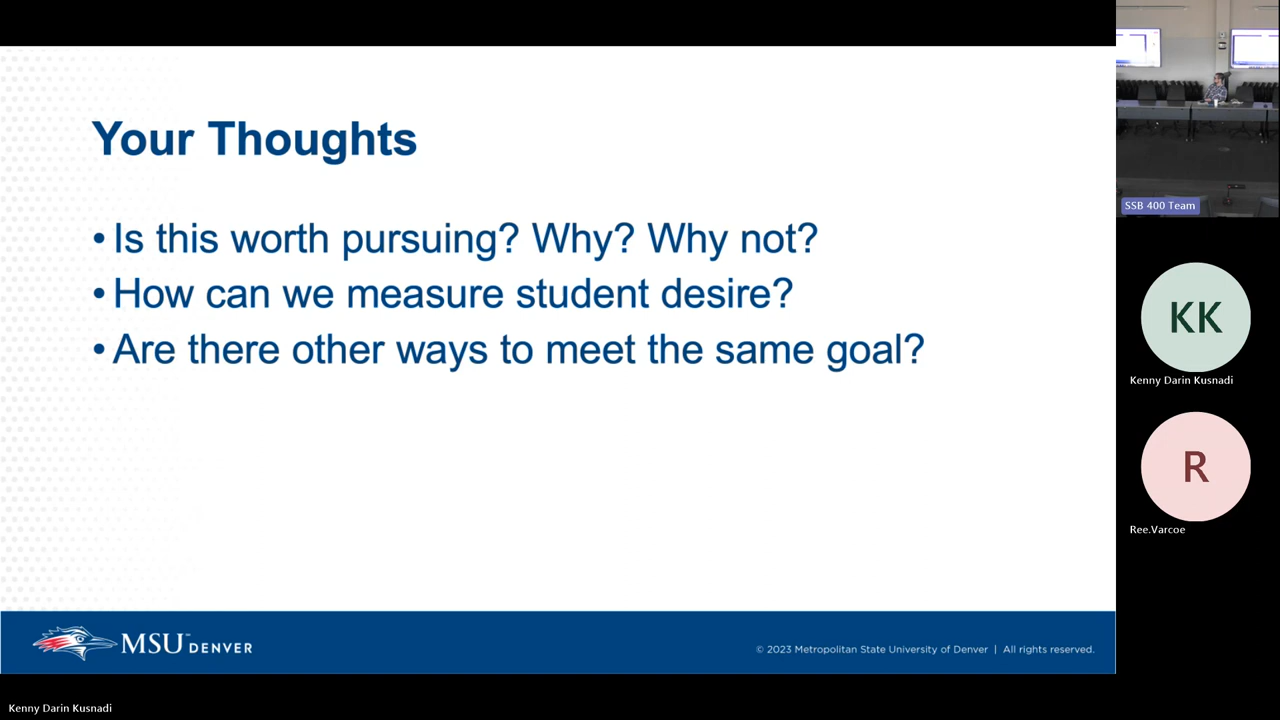 Your Thoughts
• Is this worth pursuing? Why? Why not?
• How can we measure student desire?
• Are there other ways to meet the same goal?
MSU DENVER
© 2023 Metropolitan State University of Denver | All rights reserved.
SSB 400 Team
KK
Kenny Darin Kusnadi
R
Ree.Varcoe
Kenny Darin Kusnadi